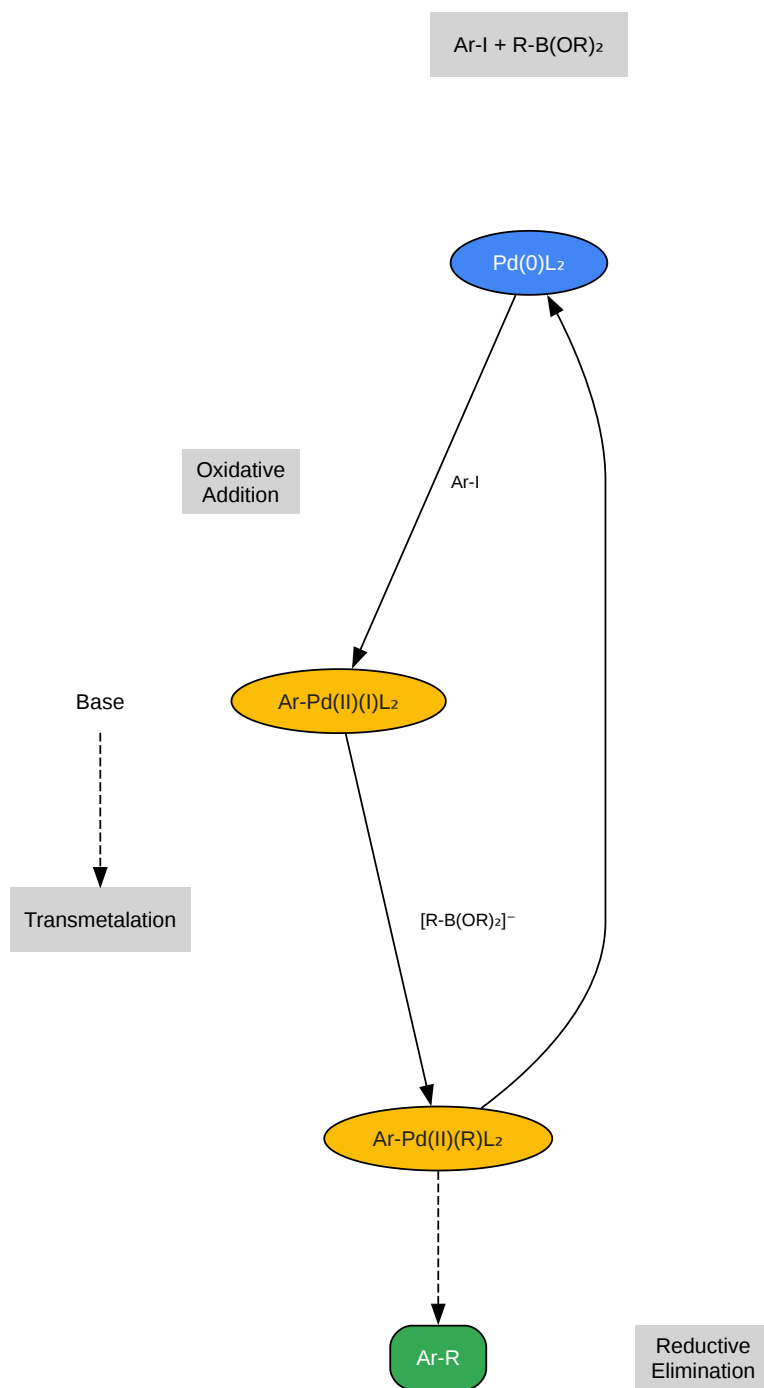 Ar-I + R-B(OR)₂
Pd(0)L₂
Oxidative
Addition
Ar-I
Base
Ar-Pd(II)(I)L₂
Transmetalation
[R-B(OR)₂]⁻
Ar-Pd(II)(R)L₂
Ar-R
Reductive
Elimination